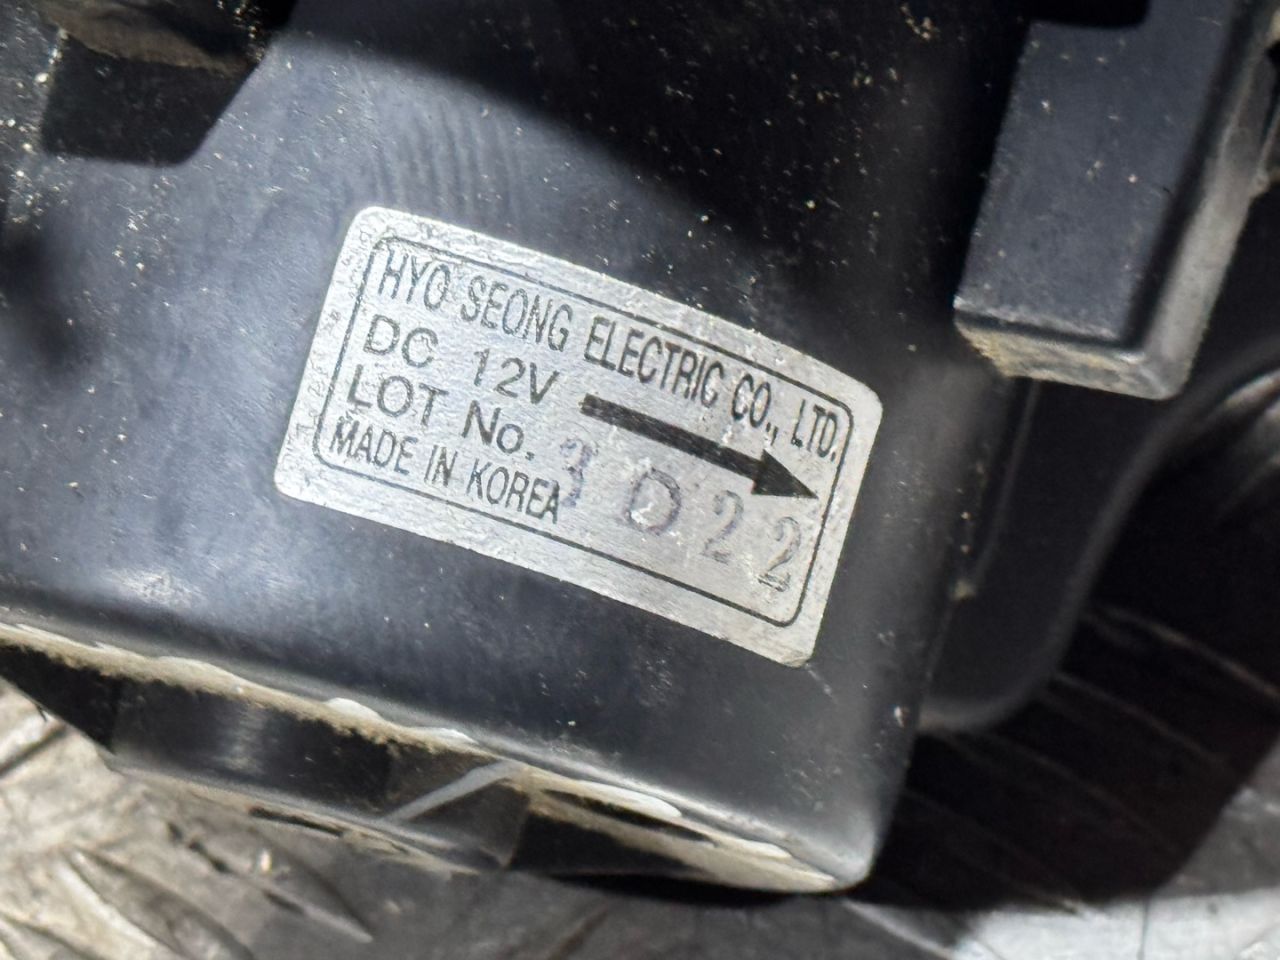 HYO SEONG ELECTRIC CO., LTD.
DC 12V
LOT No. 3D22
MADE IN KOREA